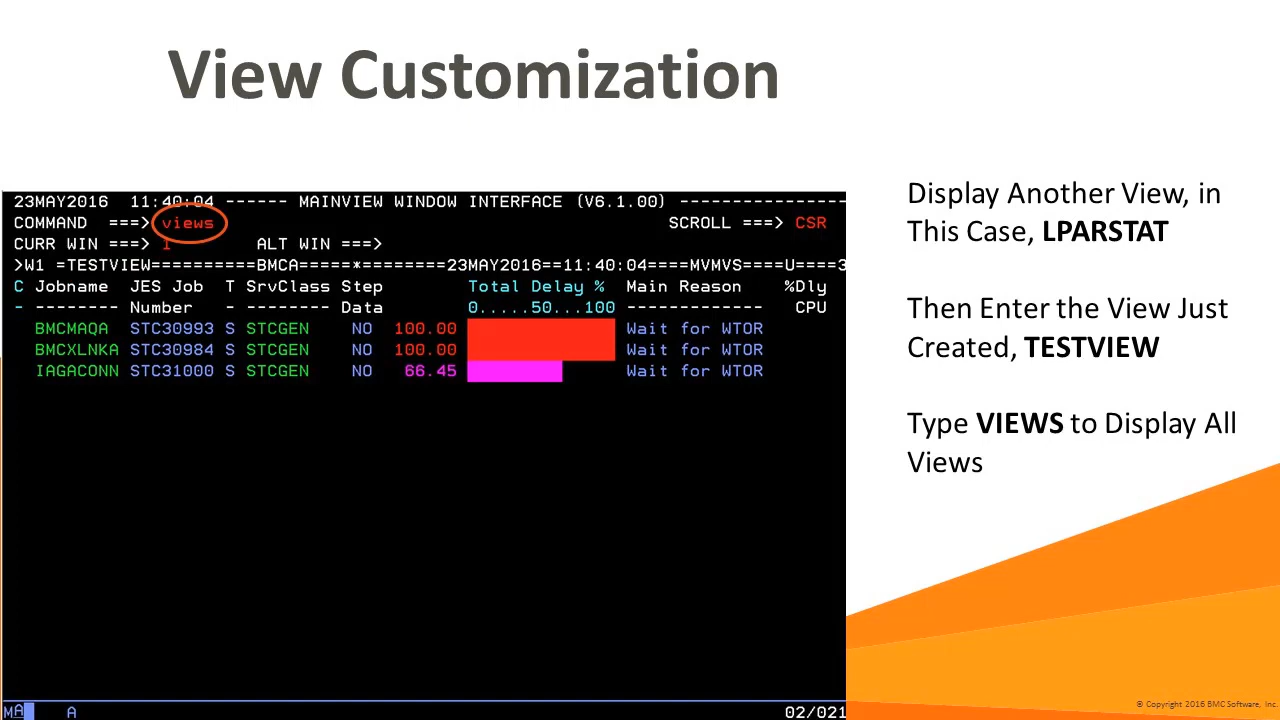 View Customization
23MAY2016  11:40:04 ------ MAINVIEW WINDOW INTERFACE (V6.1.00) ----------------
COMMAND  ===> views                                           SCROLL ===> CSR
CURR WIN ===> 1        ALT WIN ===>
>W1 =TESTVIEW==========BMCA=====*========23MAY2016==11:40:04====MVMVS====U====3
C Jobname  JES Job  T SrvClass Step        Total Delay % Main Reason    %Dly
- -------- Number   - -------- Data        0.....50...100 -------------  CPU
BMCMAQA  STC30993 S STCGEN    NO  100.00                Wait for WTOR
BMCXLNKA STC30984 S STCGEN    NO  100.00                Wait for WTOR
IAGACONN STC31000 S STCGEN    NO   66.45                Wait for WTOR
MA    A    02/021
Display Another View, in
This Case, LPARSTAT
Then Enter the View Just
Created, TESTVIEW
Type VIEWS to Display All
Views
© Copyright 2016 BMC Software, Inc.